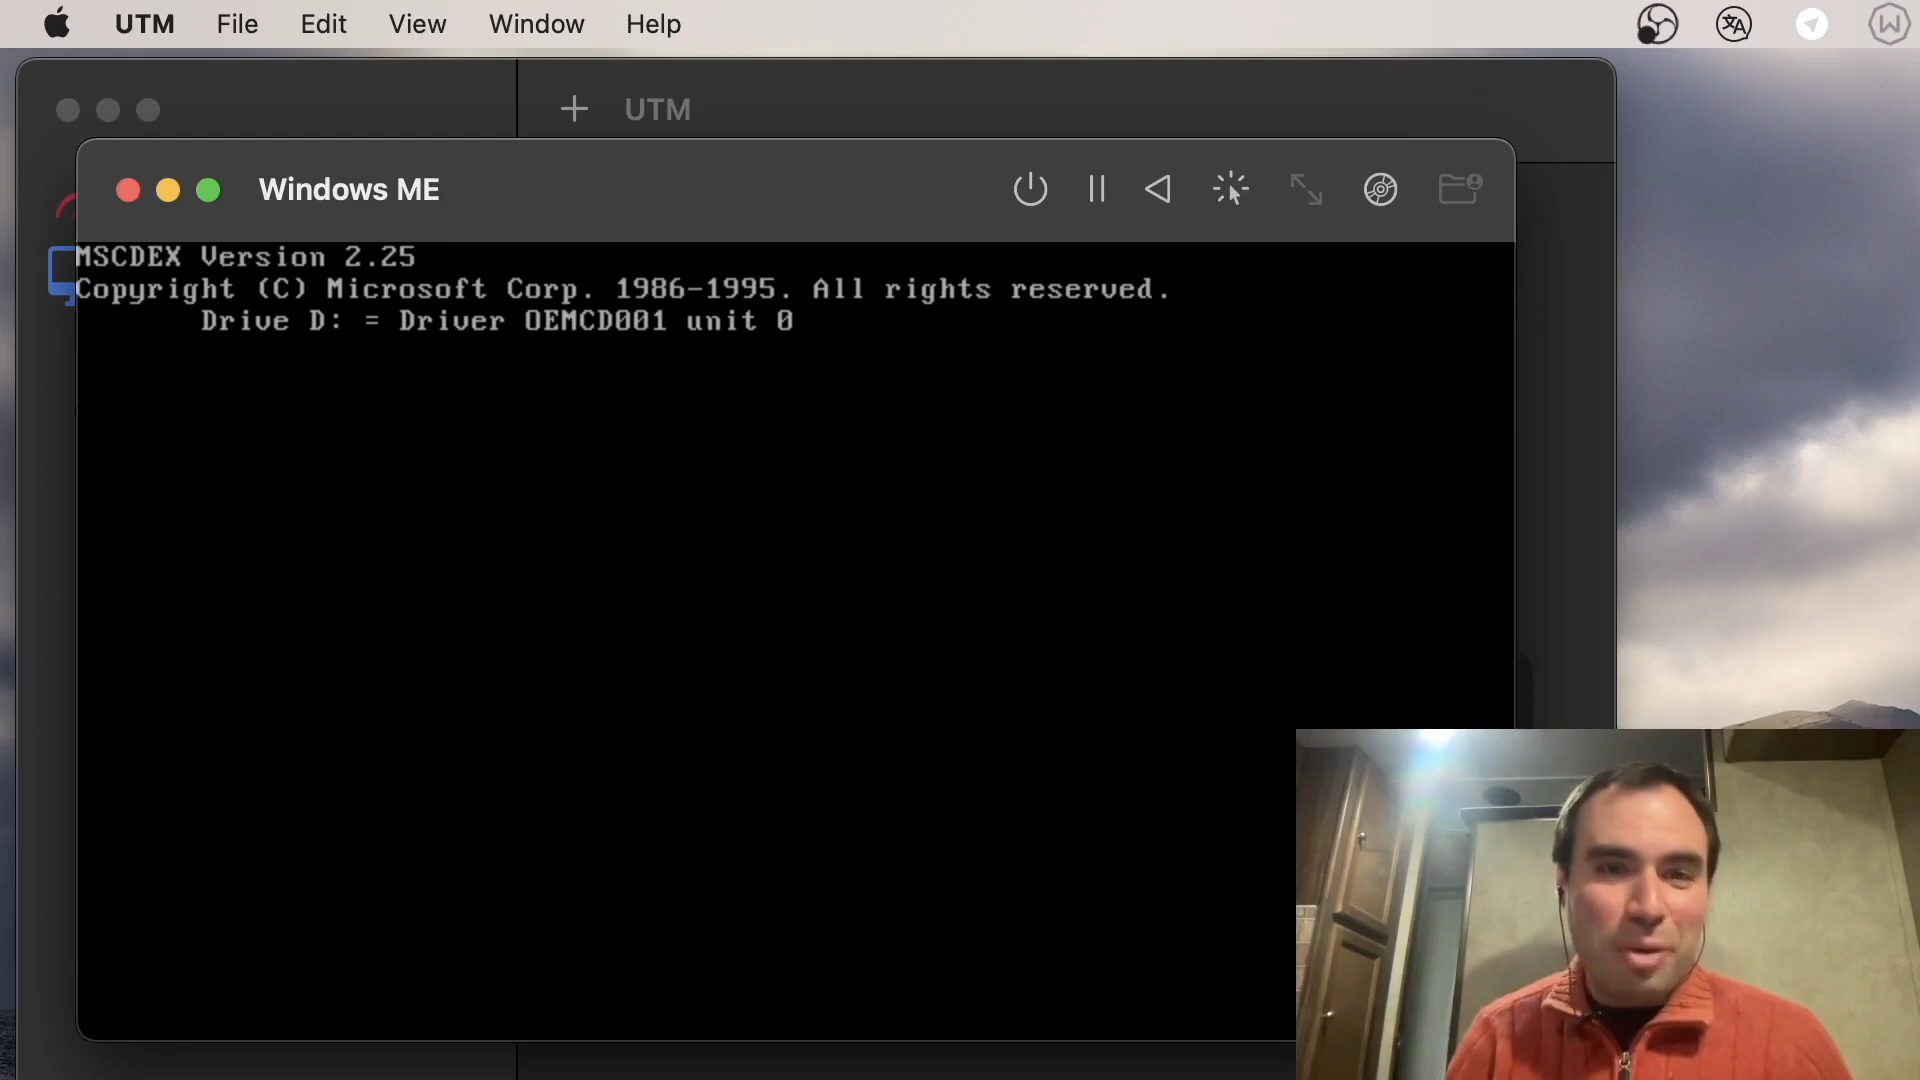 UTM File Edit View Window Help
UTM
Windows ME
MSCDEX Version 2.25
Copyright (C) Microsoft Corp. 1986-1995. All rights reserved.
Drive D: = Driver OEMCD001 unit 0